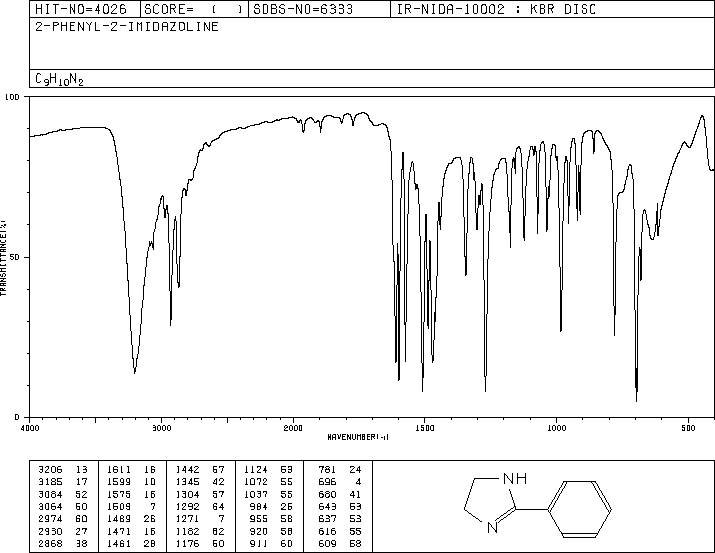 HIT-NO=4026 SCORE= ( ) SDBS-NO=6333 IR-NIDA-10002 : KBR DISC
2-PHENYL-2-IMIDAZOLINE
C9H10N2
100
50
0
TRANSMITTANCE(%)
4000 3000 2000 1500 1000 500
WAVENUMBER(-1)
3206 13 1611 16 1442 57 1124 53 781 24
3185 17 1599 10 1345 42 1072 55 696 4
3084 52 1575 16 1304 57 1037 55 680 41
3064 50 1509 7 1292 64 984 26 649 53
2974 60 1489 26 1271 7 955 58 637 53
2930 27 1471 16 1182 82 920 58 616 55
2868 38 1461 28 1176 50 911 60 609 58
NH
N